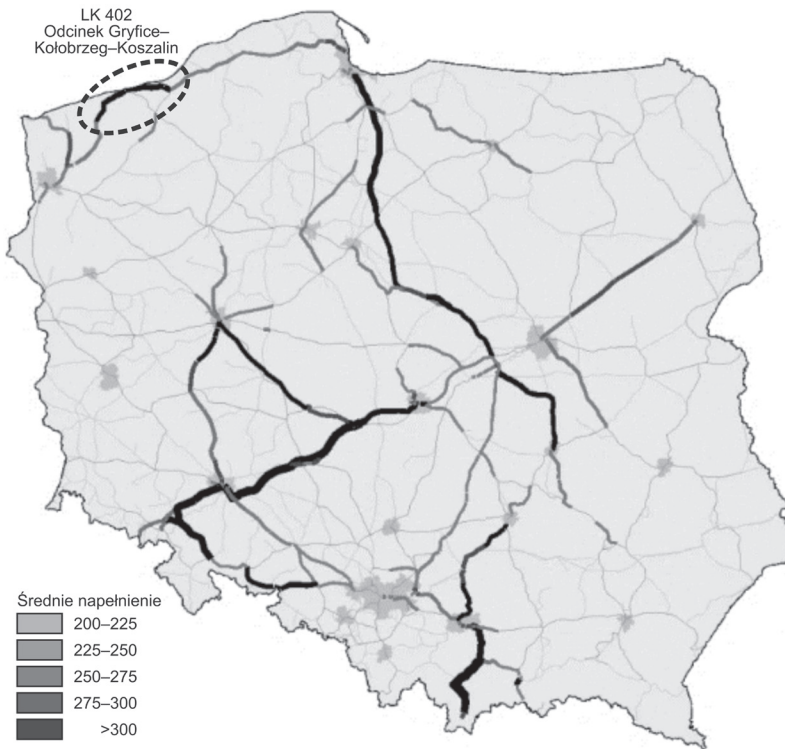 LK 402
Odcinek Gryfice–
Kołobrzeg–Koszalin
Średnie napełnienie
200–225
225–250
250–275
275–300
>300